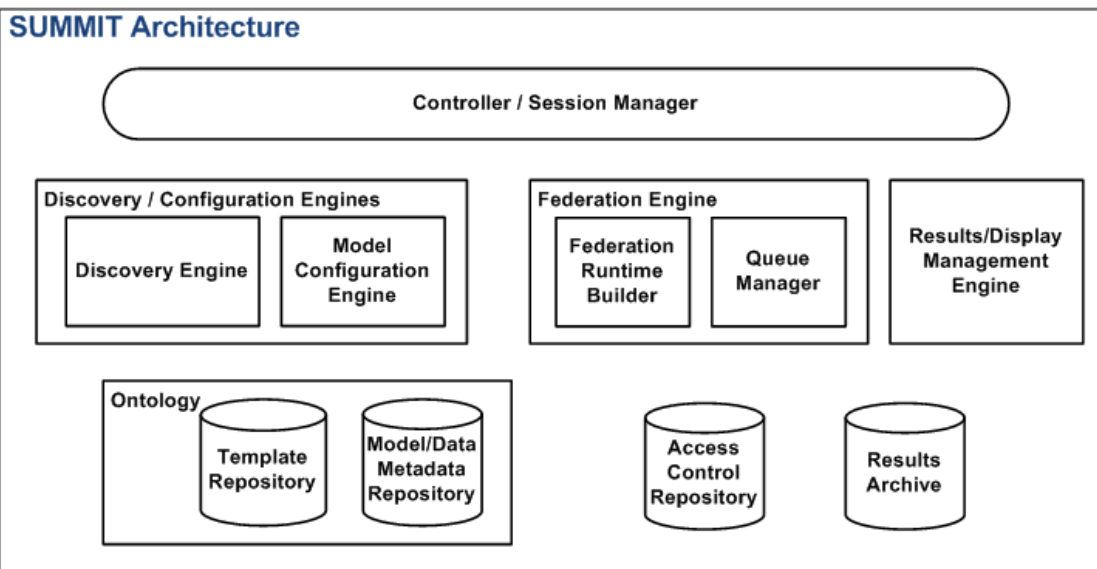 SUMMIT Architecture
Controller / Session Manager
Discovery / Configuration Engines
Discovery Engine
Model
Configuration
Engine
Federation Engine
Federation
Runtime
Builder
Queue
Manager
Results/Display
Management
Engine
Ontology
Template
Repository
Model/Data
Metadata
Repository
Access
Control
Repository
Results
Archive